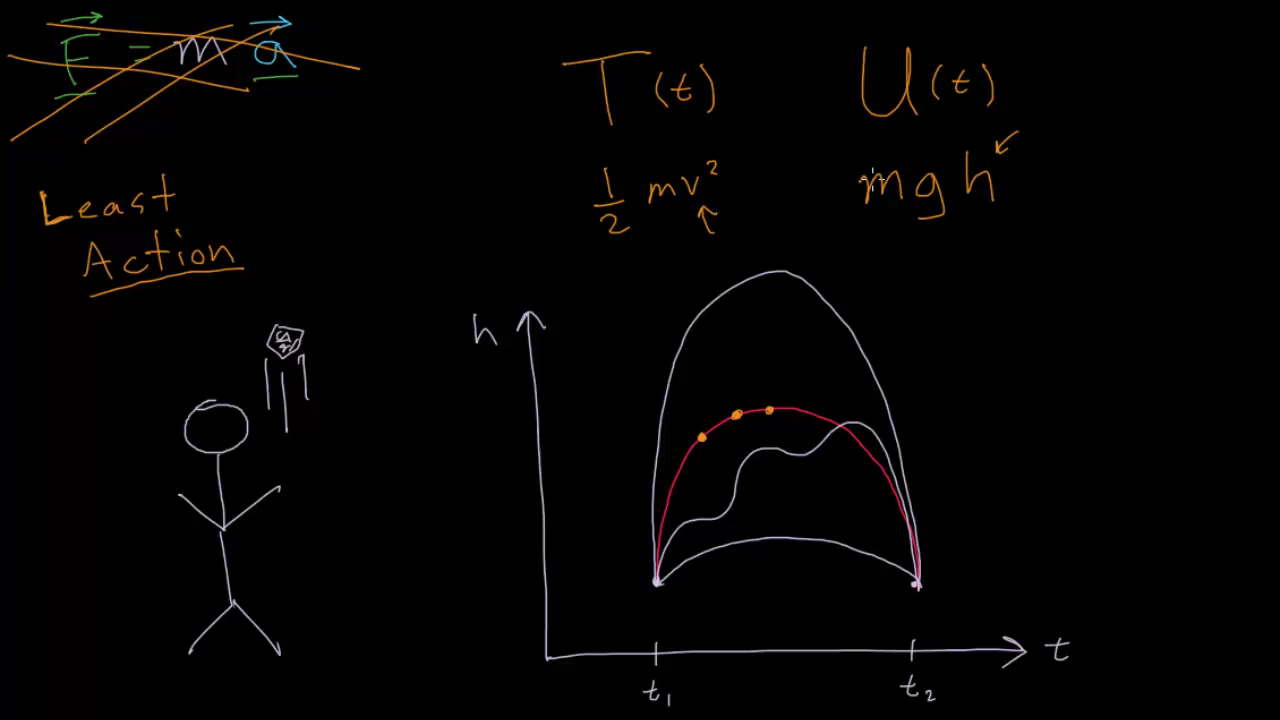 F = ma
T(t)
U(t)
½ mv²
mgh
Least
Action
h
t
t₁
t₂